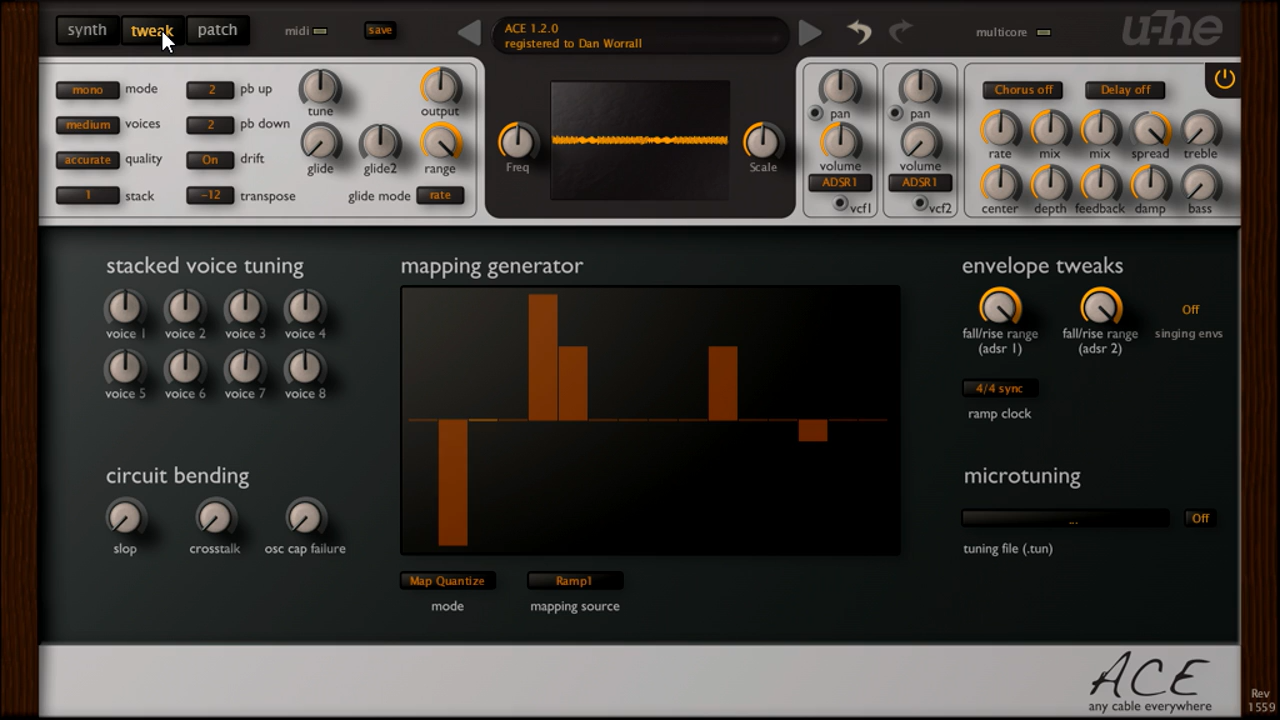 synth tweak patch midi save
ACE 1.2.0
registered to Dan Worrall
multicore u-he
mono mode 2 pb up
medium voices 2 pb down
accurate quality On drift
1 stack -12 transpose
tune output
glide glide2 range
glide mode rate
Freq Scale
pan pan
volume volume
ADSR1 ADSR1
vcf1 vcf2
Chorus off Delay off
rate mix mix spread treble
center depth feedback damp bass
stacked voice tuning
voice 1 voice 2 voice 3 voice 4
voice 5 voice 6 voice 7 voice 8
circuit bending
slop crosstalk osc cap failure
mapping generator
Map Quantize Ramp1
mode mapping source
envelope tweaks
Off
fall/rise range fall/rise range singing envs
(adsr 1) (adsr 2)
4/4 sync
ramp clock
microtuning
... Off
tuning file (.tun)
ACE
any cable everywhere
Rev
1559